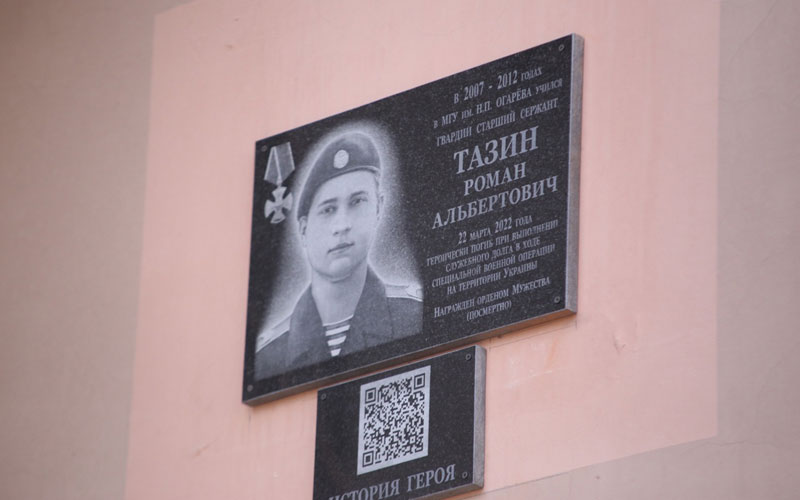 В 2007 - 2012 ГОДАХ
В МГУ ИМ. Н.П. ОГАРЁВА УЧИЛСЯ
ГВАРДИИ СТАРШИЙ СЕРЖАНТ
ТАЗИН
РОМАН
АЛЬБЕРТОВИЧ
22 МАРТА 2022 ГОДА
ГЕРОИЧЕСКИ ПОГИБ ПРИ ВЫПОЛНЕНИИ
СЛУЖЕБНОГО ДОЛГА В ХОДЕ
СПЕЦИАЛЬНОЙ ВОЕННОЙ ОПЕРАЦИИ
НА ТЕРРИТОРИИ УКРАИНЫ
НАГРАЖДЕН ОРДЕНОМ МУЖЕСТВА
(ПОСМЕРТНО)
ИСТОРИЯ ГЕРОЯ